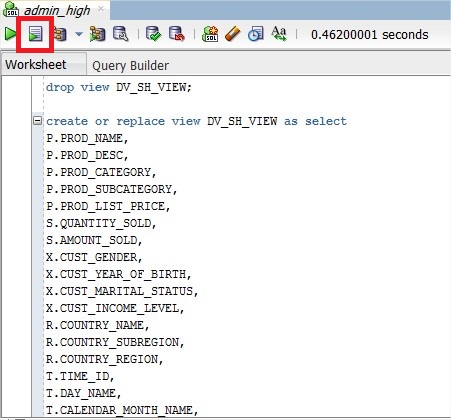 admin_high
0.46200001 seconds
Worksheet Query Builder
drop view DV_SH_VIEW;
create or replace view DV_SH_VIEW as select
P.PROD_NAME,
P.PROD_DESC,
P.PROD_CATEGORY,
P.PROD_SUBCATEGORY,
P.PROD_LIST_PRICE,
S.QUANTITY_SOLD,
S.AMOUNT_SOLD,
X.CUST_GENDER,
X.CUST_YEAR_OF_BIRTH,
X.CUST_MARITAL_STATUS,
X.CUST_INCOME_LEVEL,
R.COUNTRY_NAME,
R.COUNTRY_SUBREGION,
R.COUNTRY_REGION,
T.TIME_ID,
T.DAY_NAME,
T.CALENDAR_MONTH_NAME,